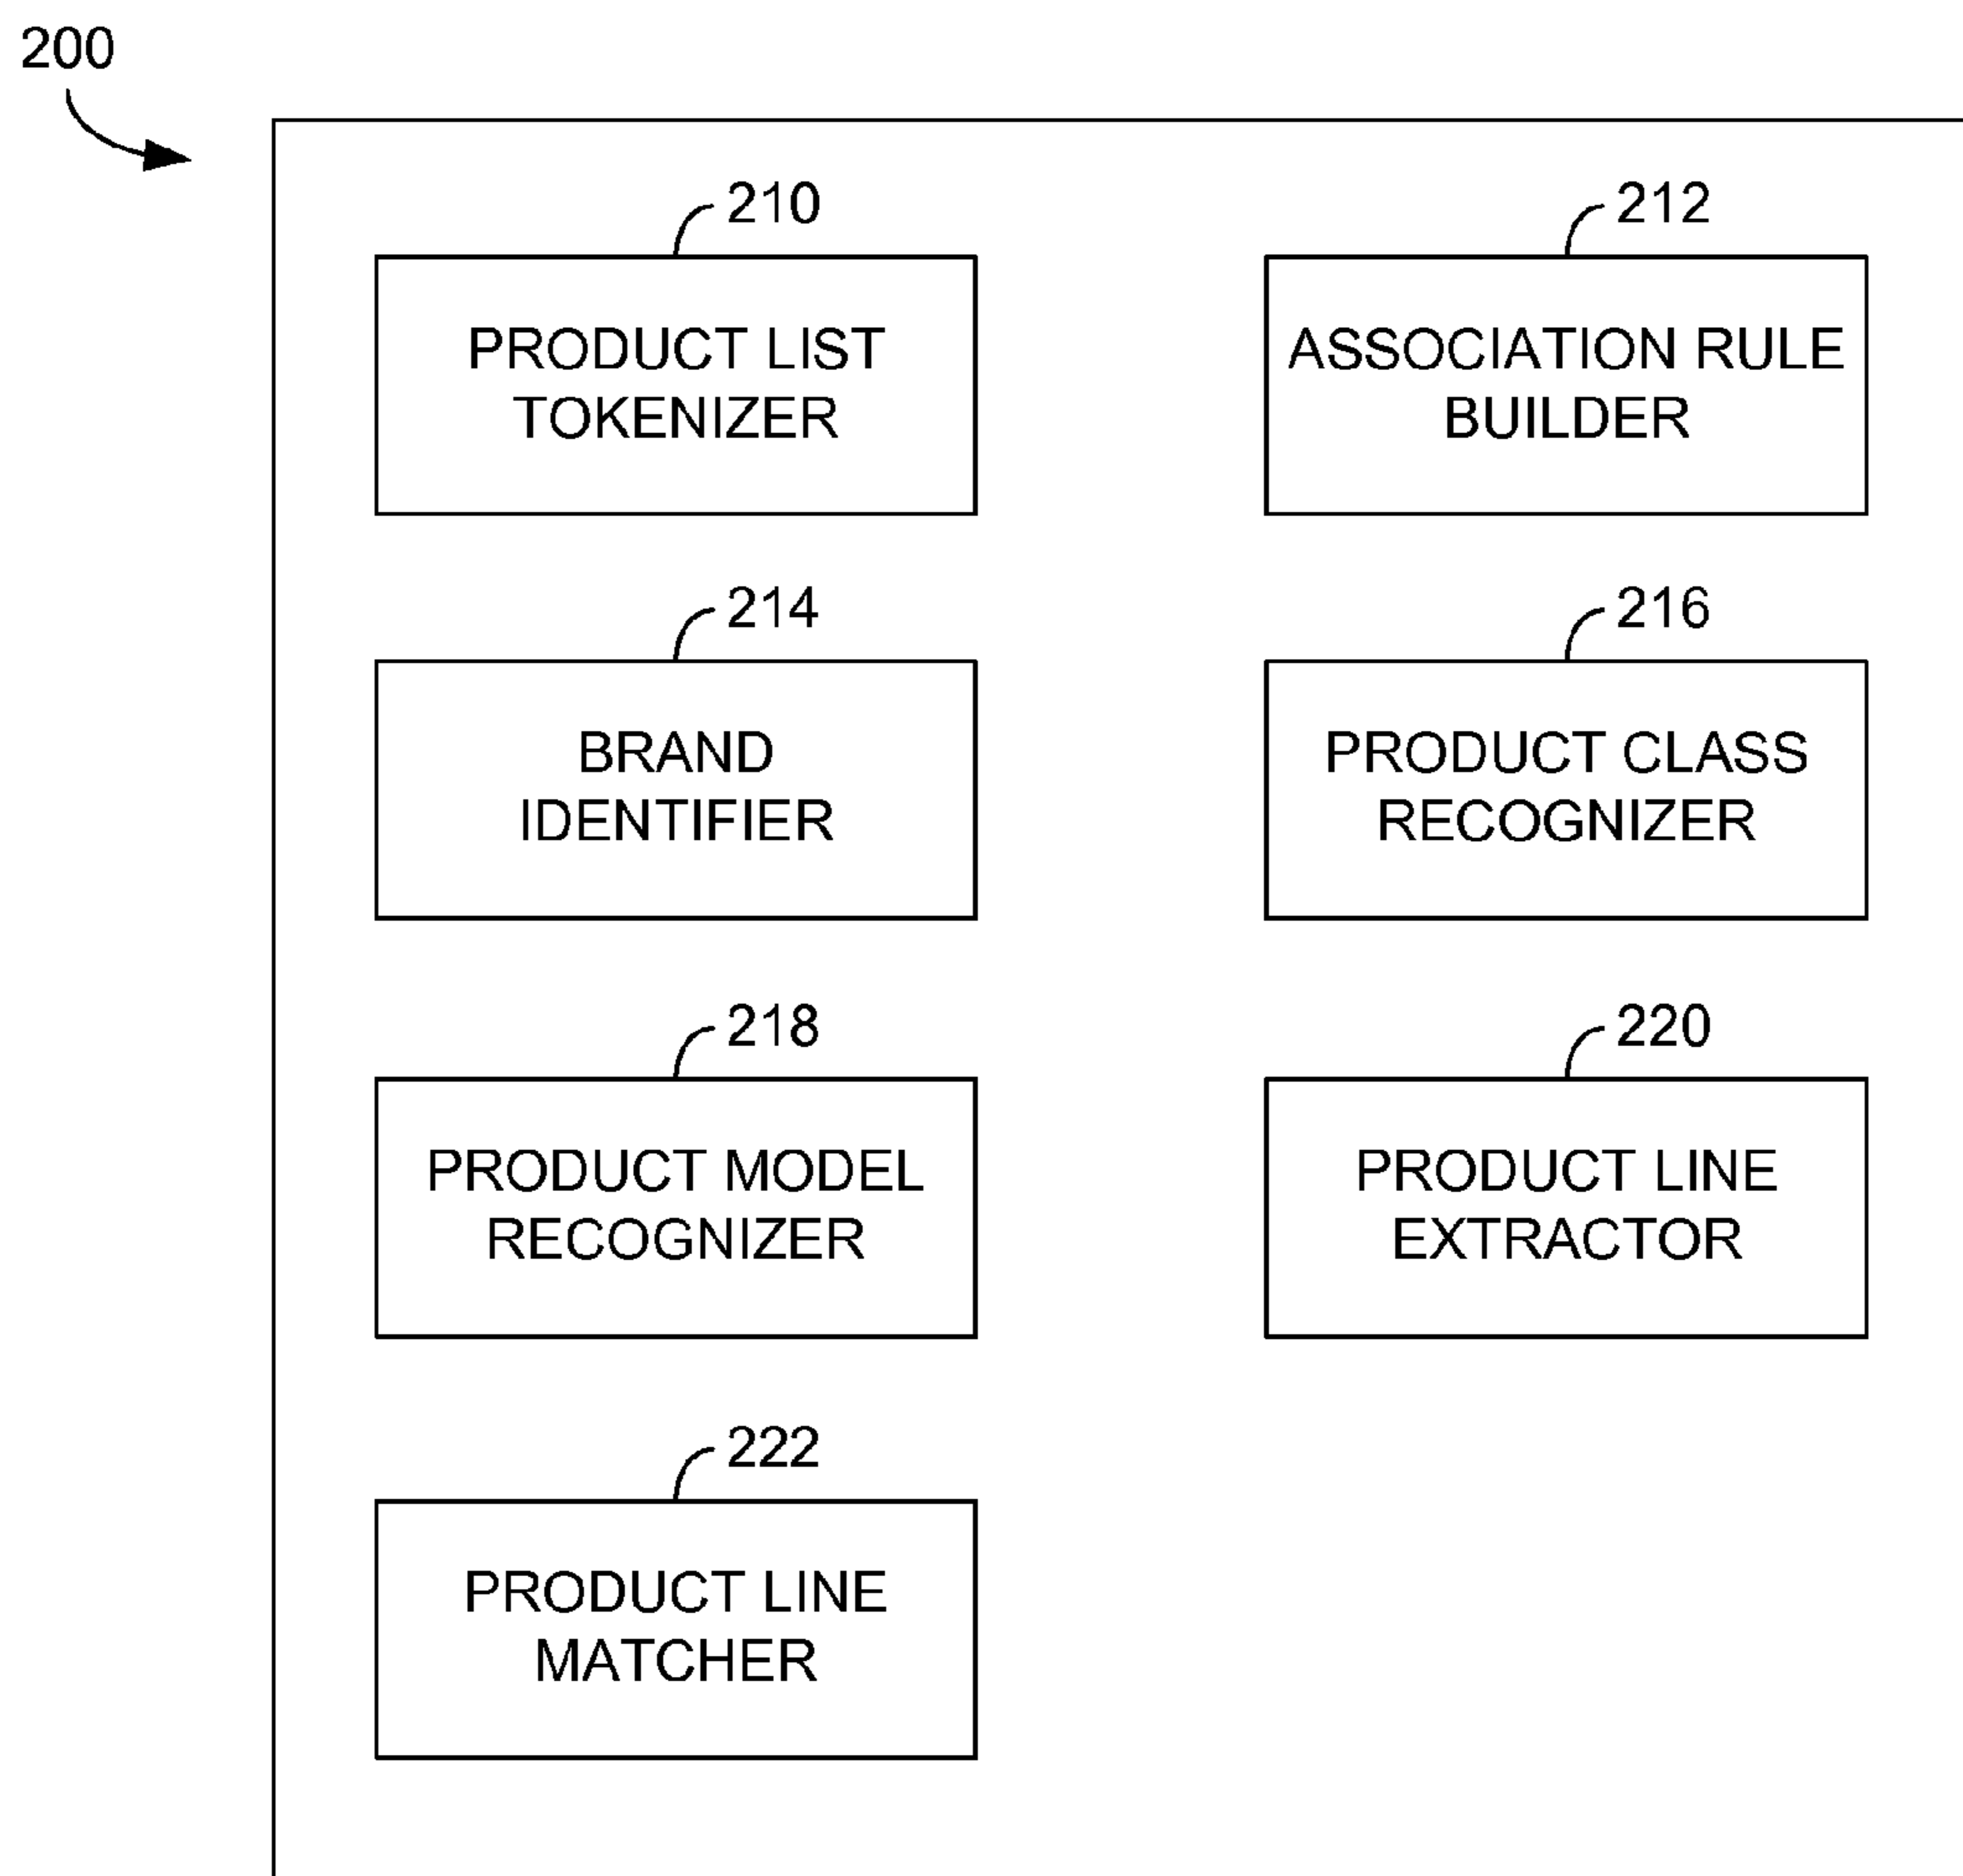 200
210
PRODUCT LIST
TOKENIZER
212
ASSOCIATION RULE
BUILDER
214
BRAND
IDENTIFIER
216
PRODUCT CLASS
RECOGNIZER
218
PRODUCT MODEL
RECOGNIZER
220
PRODUCT LINE
EXTRACTOR
222
PRODUCT LINE
MATCHER